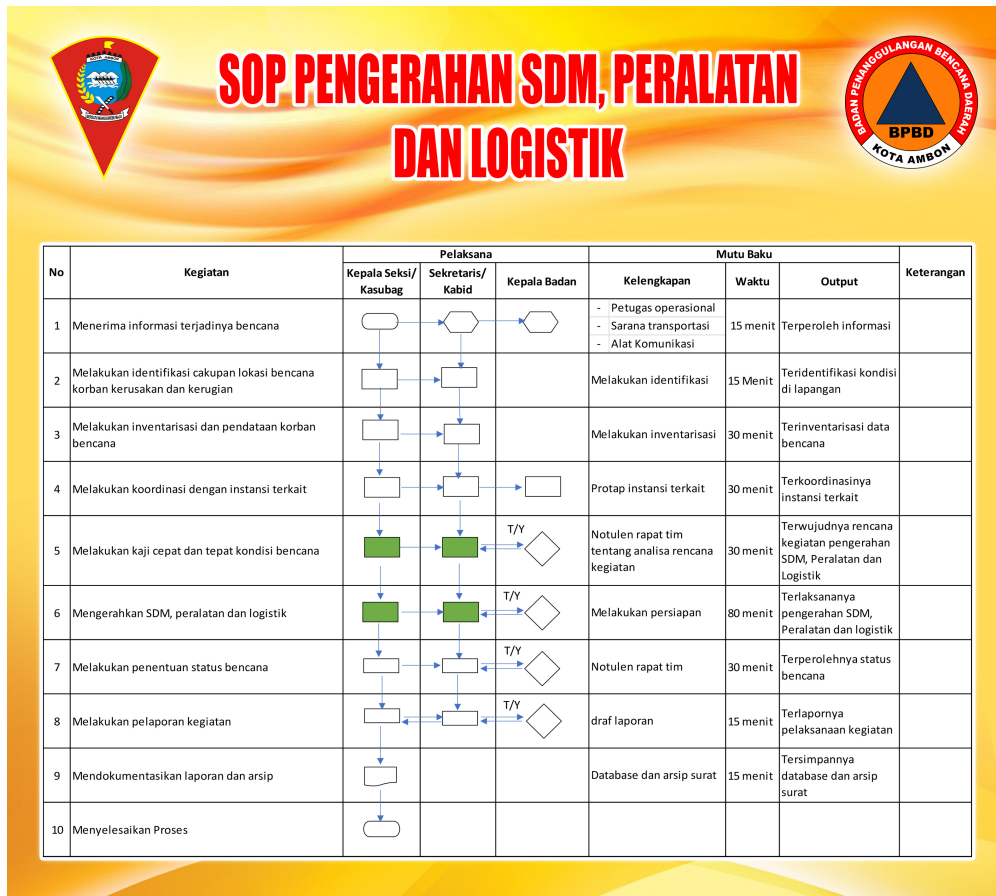 KOTA AMBON
SOP PENGERAHAN SDM, PERALATAN
DAN LOGISTIK
BADAN PENANGGULANGAN BENCANA DAERAH
BPBD
KOTA AMBON
No
Kegiatan
Pelaksana
Mutu Baku
Keterangan
Kepala Seksi/
Kasubag
Sekretaris/
Kabid
Kepala Badan
Kelengkapan
Waktu
Output
1
Menerima informasi terjadinya bencana
- Petugas operasional
- Sarana transportasi
- Alat Komunikasi
15 menit
Terperoleh informasi
2
Melakukan identifikasi cakupan lokasi bencana
korban kerusakan dan kerugian
Melakukan identifikasi
15 Menit
Teridentifikasi kondisi
di lapangan
3
Melakukan inventarisasi dan pendataan korban
bencana
Melakukan inventarisasi
30 menit
Terinventarisasi data
bencana
4
Melakukan koordinasi dengan instansi terkait
Protap instansi terkait
30 menit
Terkoordinasinya
instansi terkait
5
Melakukan kaji cepat dan tepat kondisi bencana
T/Y
Notulen rapat tim
tentang analisa rencana
kegiatan
30 menit
Terwujudnya rencana
kegiatan pengerahan
SDM, Peralatan dan
Logistik
6
Mengerahkan SDM, peralatan dan logistik
T/Y
Melakukan persiapan
80 menit
Terlaksananya
pengerahan SDM,
Peralatan dan logistik
7
Melakukan penentuan status bencana
T/Y
Notulen rapat tim
30 menit
Terperolehnya status
bencana
8
Melakukan pelaporan kegiatan
T/Y
draf laporan
15 menit
Terlapornya
pelaksanaan kegiatan
9
Mendokumentasikan laporan dan arsip
Database dan arsip surat
15 menit
Tersimpannya
database dan arsip
surat
10
Menyelesaikan Proses